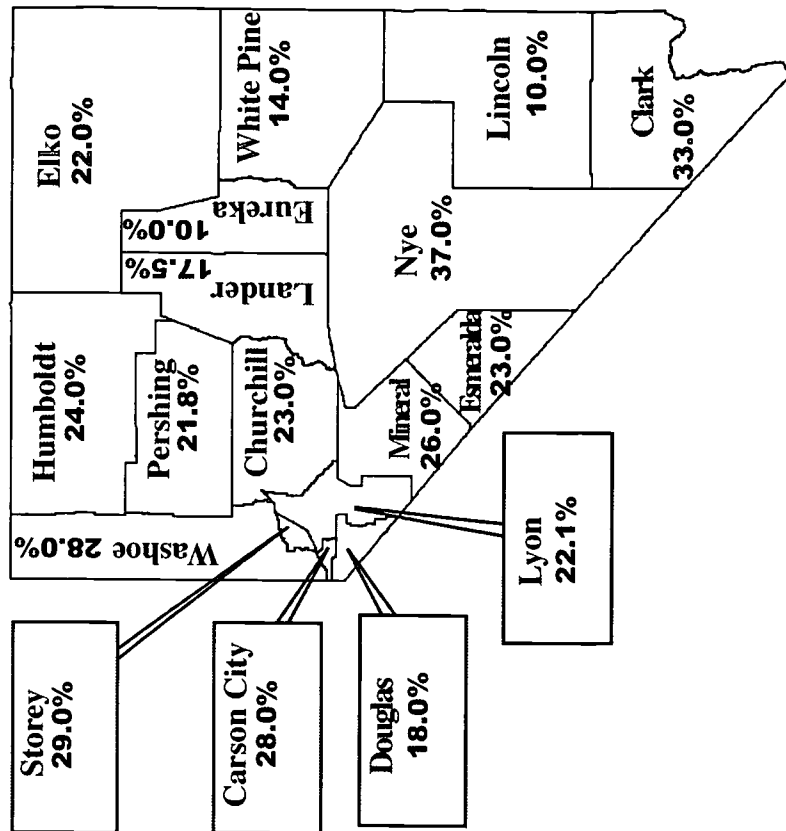 Elko
22.0%
White Pine
14.0%
Lincoln
10.0%
Clark
33.0%
Eureka
10.0%
Lander
17.5%
Nye
37.0%
Humboldt
24.0%
Pershing
21.8%
Churchill
23.0%
Mineral
26.0%
Esmeralda
23.0%
Washoe 28.0%
Storey
29.0%
Carson City
28.0%
Douglas
18.0%
Lyon
22.1%